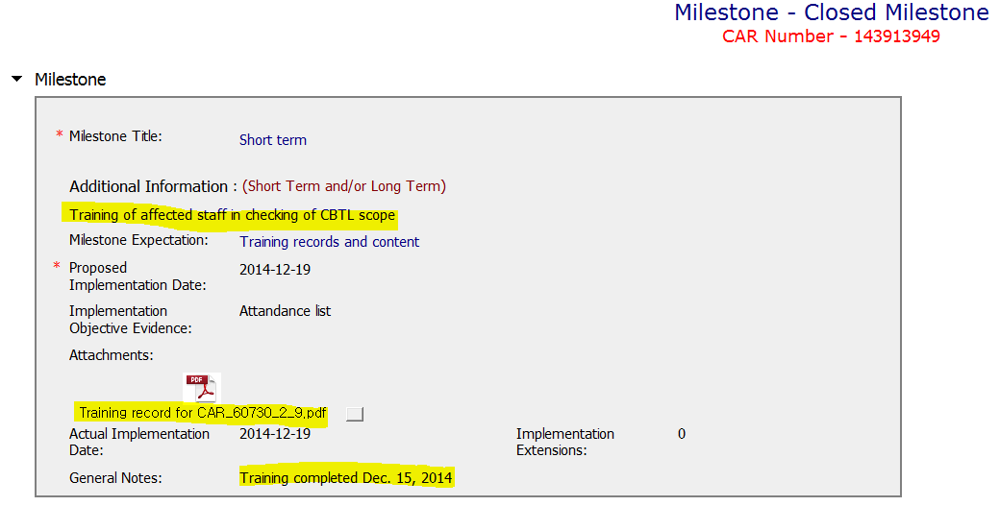 Milestone - Closed Milestone
CAR Number - 143913949
Milestone
* Milestone Title: Short term
Additional Information : (Short Term and/or Long Term)
Training of affected staff in checking of CBTL scope
Milestone Expectation: Training records and content
* Proposed Implementation Date: 2014-12-19
Implementation Objective Evidence: Attandance list
Attachments:
PDF
Training record for CAR_60730_2_9.pdf
Actual Implementation Date: 2014-12-19 Implementation Extensions: 0
General Notes: Training completed Dec. 15, 2014